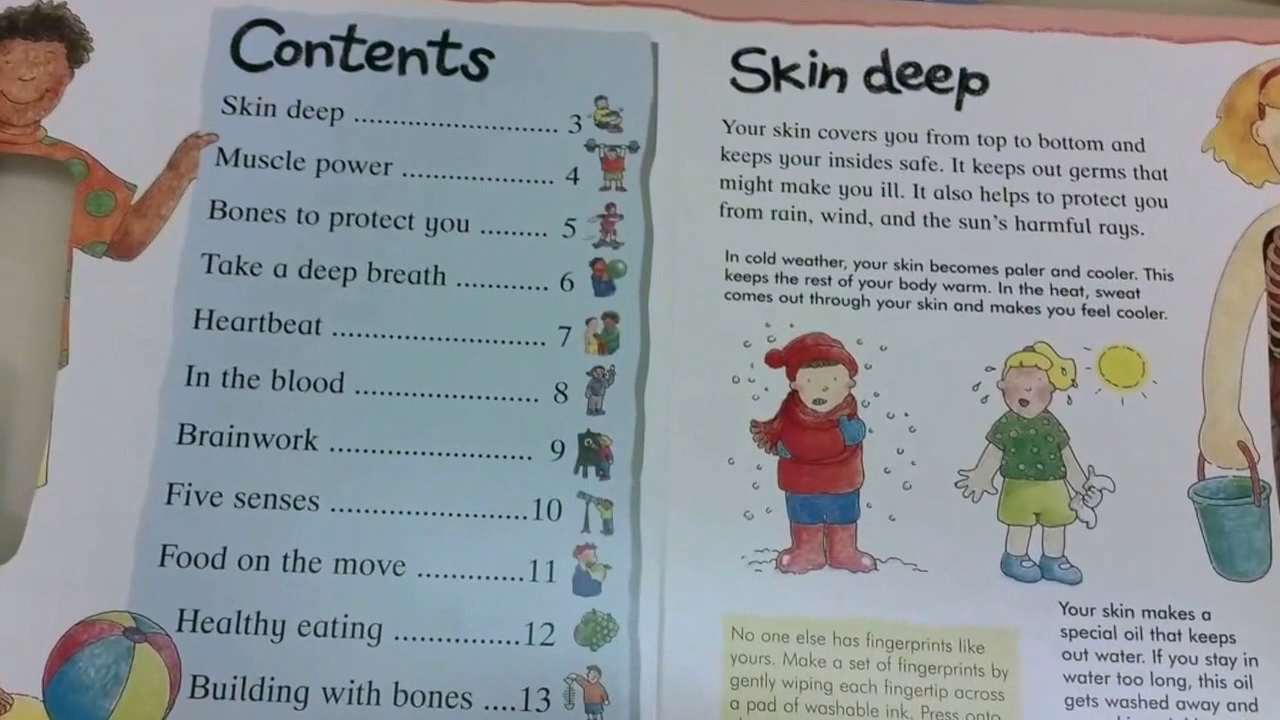 Contents
Skin deep ............................ 3
Muscle power ..................... 4
Bones to protect you ......... 5
Take a deep breath ............ 6
Heartbeat ............................. 7
In the blood ........................ 8
Brainwork ........................... 9
Five senses .........................10
Food on the move .............11
Healthy eating ...............12
Building with bones ....13
Skin deep
Your skin covers you from top to bottom and
keeps your insides safe. It keeps out germs that
might make you ill. It also helps to protect you
from rain, wind, and the sun's harmful rays.
In cold weather, your skin becomes paler and cooler. This
keeps the rest of your body warm. In the heat, sweat
comes out through your skin and makes you feel cooler.
No one else has fingerprints like
yours. Make a set of fingerprints by
gently wiping each fingertip across
a pad of washable ink. Press onto
Your skin makes a
special oil that keeps
out water. If you stay in
water too long, this oil
gets washed away and